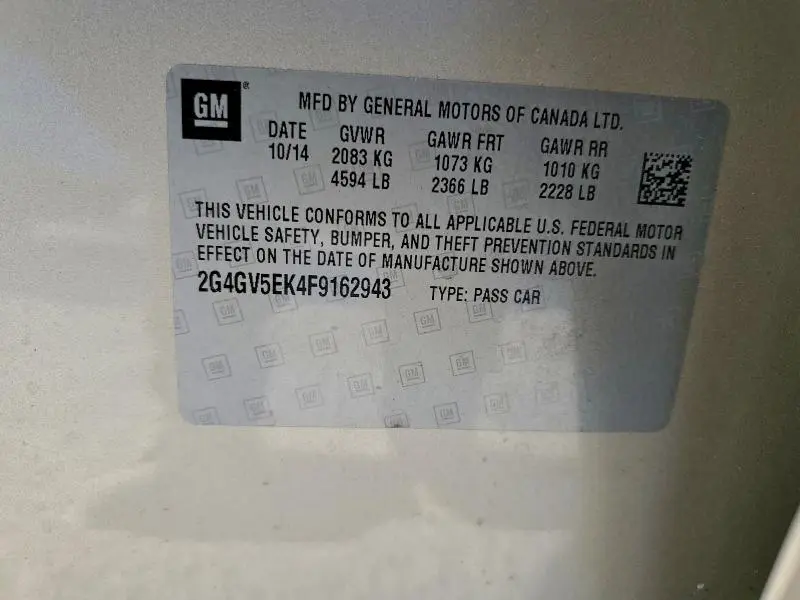 GM ® MFD BY GENERAL MOTORS OF CANADA LTD.
DATE GVWR GAWR FRT GAWR RR
10/14 2083 KG 1073 KG 1010 KG
4594 LB 2366 LB 2228 LB
THIS VEHICLE CONFORMS TO ALL APPLICABLE U.S. FEDERAL MOTOR
VEHICLE SAFETY, BUMPER, AND THEFT PREVENTION STANDARDS IN
EFFECT ON THE DATE OF MANUFACTURE SHOWN ABOVE.
2G4GV5EK4F9162943 TYPE: PASS CAR